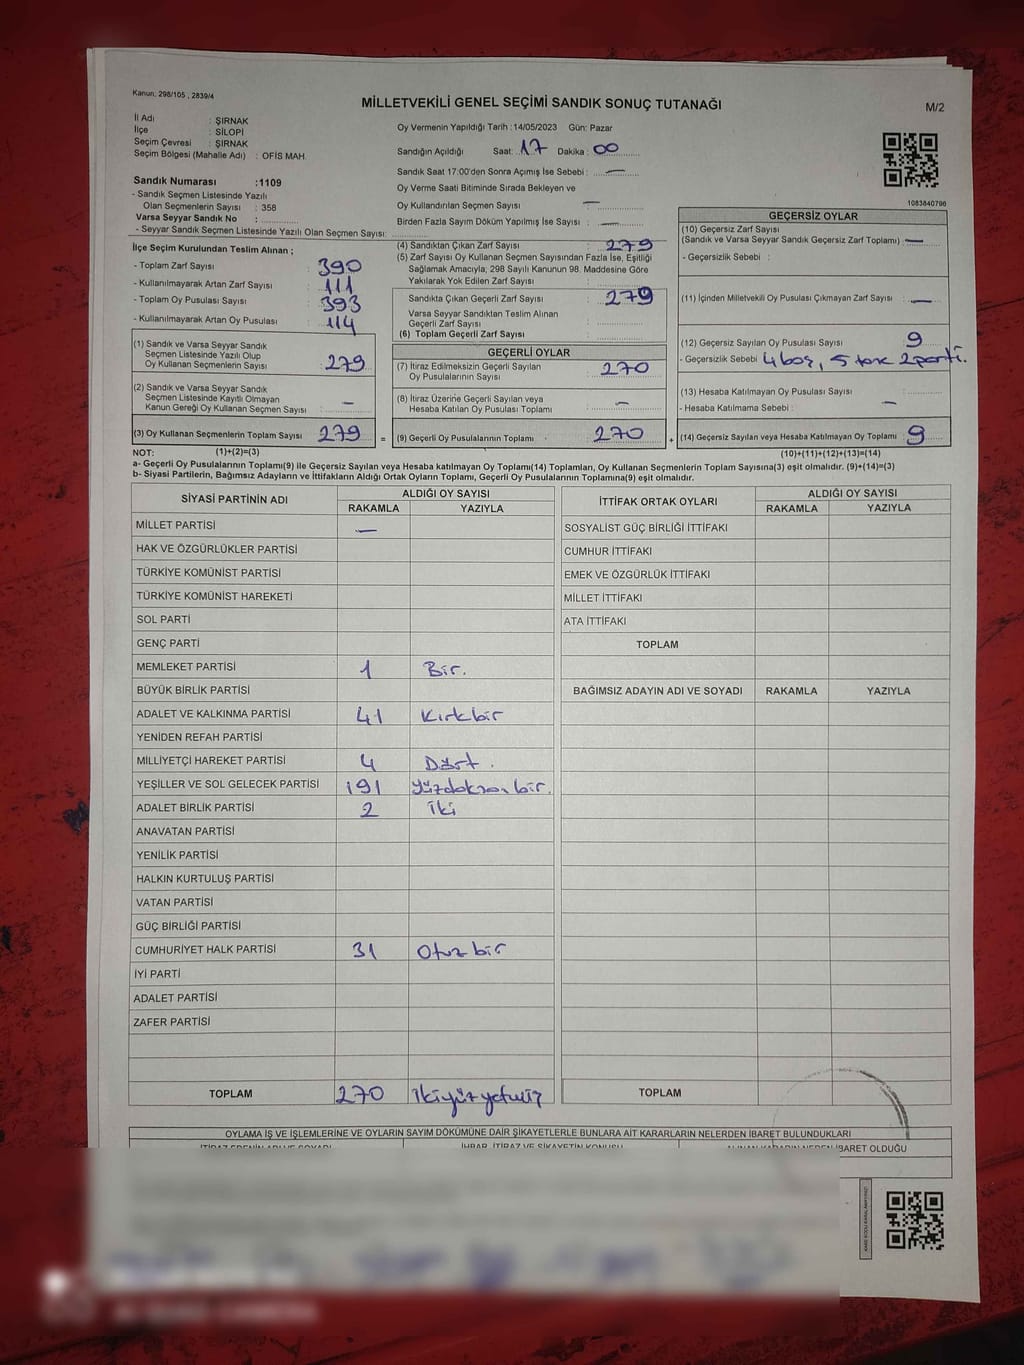 Kanun. 298/105 , 2839/4
MİLLETVEKİLİ GENEL SEÇİMİ SANDIK SONUÇ TUTANAĞI
M/2
İl Adı : ŞIRNAK
İlçe : SİLOPİ
Seçim Çevresi : ŞIRNAK
Seçim Bölgesi (Mahalle Adı) : OFİS MAH.
Sandık Numarası :1109
- Sandık Seçmen Listesinde Yazılı
Olan Seçmenlerin Sayısı : 358
Varsa Seyyar Sandık No :
- Seyyar Sandık Seçmen Listesinde Yazılı Olan Seçmen Sayısı:
Oy Vermenin Yapıldığı Tarih :14/05/2023 Gün: Pazar
Sandığın Açıldığı Saat: 17 Dakika: 00
Sandık Saat 17:00'den Sonra Açımış İse Sebebi : —
Oy Verme Saati Bitiminde Sırada Bekleyen ve
Oy Kullandırılan Seçmen Sayısı —
Birden Fazla Sayım Döküm Yapılmış İse Sayısı : —
1083840796
İlçe Seçim Kurulundan Teslim Alınan ;
- Toplam Zarf Sayısı 390
- Kullanılmayarak Artan Zarf Sayısı 111
- Toplam Oy Pusulası Sayısı 393
- Kullanılmayarak Artan Oy Pusulası 114
(1) Sandık ve Varsa Seyyar Sandık
Seçmen Listesinde Yazılı Olup
Oy Kullanan Seçmenlerin Sayısı : 279
(2) Sandık ve Varsa Seyyar Sandık
Seçmen Listesinde Kayıtlı Olmayan
Kanun Gereği Oy Kullanan Seçmen Sayısı —
(3) Oy Kullanan Seçmenlerin Toplam Sayısı 279 =
(4) Sandıktan Çıkan Zarf Sayısı : 279
(5) Zarf Sayısı Oy Kullanan Seçmen Sayısından Fazla İse, Eşitliği
Sağlamak Amacıyla; 298 Sayılı Kanunun 98. Maddesine Göre
Yakılarak Yok Edilen Zarf Sayısı :
Sandıkta Çıkan Geçerli Zarf Sayısı : 279
Varsa Seyyar Sandıktan Teslim Alınan
Geçerli Zarf Sayısı :
(6) Toplam Geçerli Zarf Sayısı
GEÇERLİ OYLAR
(7) İtiraz Edilmeksizin Geçerli Sayılan
Oy Pusulalarının Sayısı : 270
(8) İtiraz Üzerine Geçerli Sayılan veya
Hesaba Katılan Oy Pusulası Toplamı : —
(9) Geçerli Oy Pusulalarının Toplamı 270 +
GEÇERSİZ OYLAR
(10) Geçersiz Zarf Sayısı
(Sandık ve Varsa Seyyar Sandık Geçersiz Zarf Toplamı) —
- Geçersizlik Sebebi :
(11) İçinden Milletvekili Oy Pusulası Çıkmayan Zarf Sayısı : —
(12) Geçersiz Sayılan Oy Pusulası Sayısı 9
- Geçersizlik Sebebi 4 boş, 5 2 parti.
(13) Hesaba Katılmayan Oy Pusulası Sayısı :
- Hesaba Katılmama Sebebi : —
(14) Geçersiz Sayılan veya Hesaba Katılmayan Oy Toplamı 9
NOT: (1)+(2)=(3)
(10)+(11)+(12)+(13)=(14)
a- Geçerli Oy Pusulalarının Toplamı(9) ile Geçersiz Sayılan veya Hesaba katılmayan Oy Toplamı(14) Toplamları, Oy Kullanan Seçmenlerin Toplam Sayısına(3) eşit olmalıdır. (9)+(14)=(3)
b- Siyasi Partilerin, Bağımsız Adayların ve İttifakların Aldığı Oyların Toplamı, Geçerli Oy Pusulalarının Toplamına(9) eşit olmalıdır.
SİYASİ PARTİNİN ADI ALDIĞI OY SAYISI
RAKAMLA YAZIYLA
MİLLET PARTİSİ —
HAK VE ÖZGÜRLÜKLER PARTİSİ
TÜRKİYE KOMÜNİST PARTİSİ
TÜRKİYE KOMÜNİST HAREKETİ
SOL PARTİ
GENÇ PARTİ
MEMLEKET PARTİSİ 1 Bir.
BÜYÜK BİRLİK PARTİSİ
ADALET VE KALKINMA PARTİSİ 41 Kırkbir
YENİDEN REFAH PARTİSİ
MİLLİYETÇİ HAREKET PARTİSİ 4 Dört.
YEŞİLLER VE SOL GELECEK PARTİSİ 191 Yüzdoksanbir.
ADALET BİRLİK PARTİSİ 2 İki
ANAVATAN PARTİSİ
YENİLİK PARTİSİ
HALKIN KURTULUŞ PARTİSİ
VATAN PARTİSİ
GÜÇ BİRLİĞİ PARTİSİ
CUMHURİYET HALK PARTİSİ 31 Otuzbir
İYİ PARTİ
ADALET PARTİSİ
ZAFER PARTİSİ
TOPLAM 270 İkiyüzyetmiş
İTTİFAK ORTAK OYLARI ALDIĞI OY SAYISI
RAKAMLA YAZIYLA
SOSYALIST GÜÇ BİRLİĞİ İTTİFAKI
CUMHUR İTTİFAKI
EMEK VE ÖZGÜRLÜK İTTİFAKI
MİLLET İTTİFAKI
ATA İTTİFAKI
TOPLAM
BAĞIMSIZ ADAYIN ADI VE SOYADI RAKAMLA YAZIYLA
TOPLAM
OYLAMA İŞ VE İŞLEMLERİNE VE OYLARIN SAYIM DÖKÜMÜNE DAİR ŞİKAYETLERLE BUNLARA AİT KARARLARIN NELERDEN İBARET BULUNDUKLARI
İHBAR, İTİRAZ VE ŞİKAYETİN KONUSU
İBARET OLDUĞU